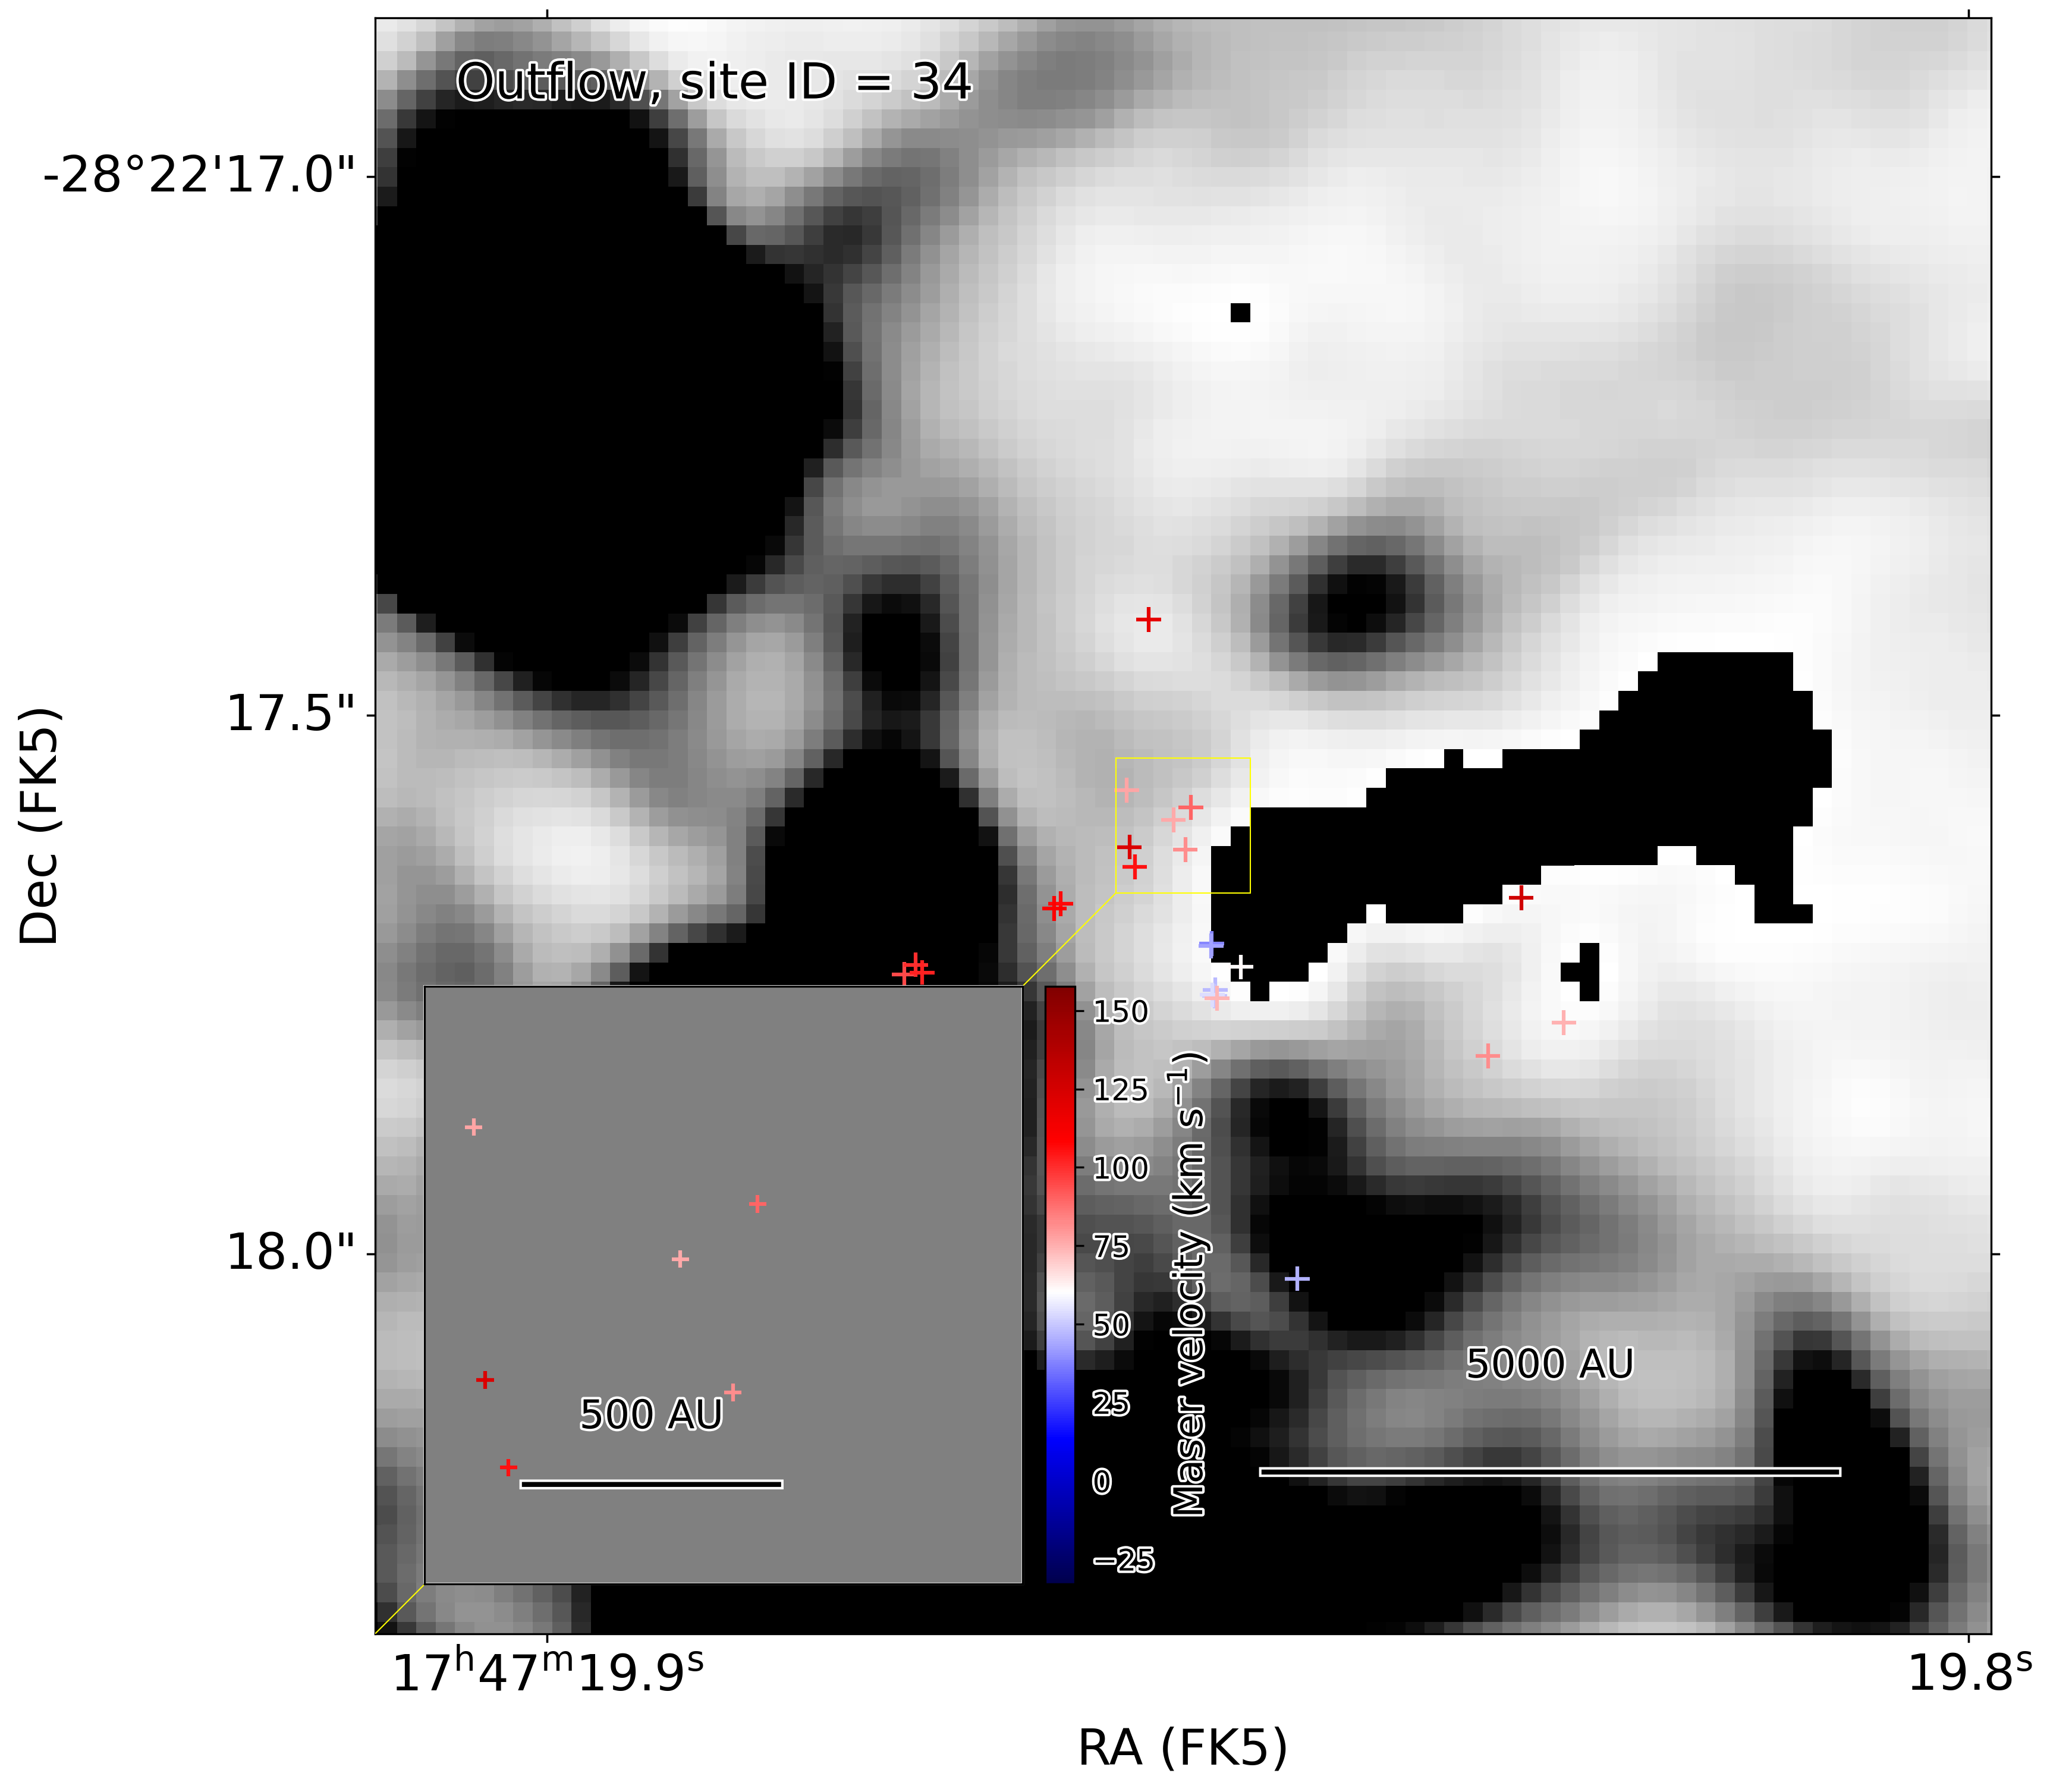 Outflow, site ID = 34
-28°22'17.0"
17.5"
18.0"
Dec (FK5)
150
125
100
75
50
25
0
−25
Maser velocity (km s⁻¹)
500 AU
5000 AU
17ʰ47ᵐ19.9ˢ
19.8ˢ
RA (FK5)